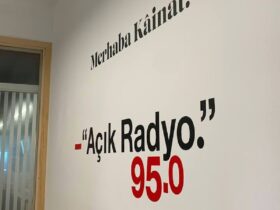 Merhaba Kâinat!
–“Açık Radyo.”
95.0